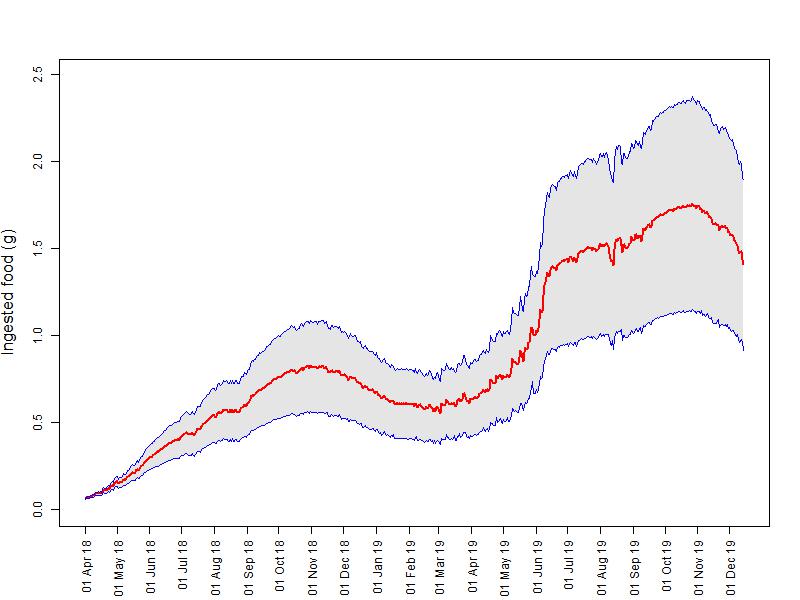 Ingested food (g)
2.5
2.0
1.5
1.0
0.5
0.0
01 Apr 18
01 May 18
01 Jun 18
01 Jul 18
01 Aug 18
01 Sep 18
01 Oct 18
01 Nov 18
01 Dec 18
01 Jan 19
01 Feb 19
01 Mar 19
01 Apr 19
01 May 19
01 Jun 19
01 Jul 19
01 Aug 19
01 Sep 19
01 Oct 19
01 Nov 19
01 Dec 19